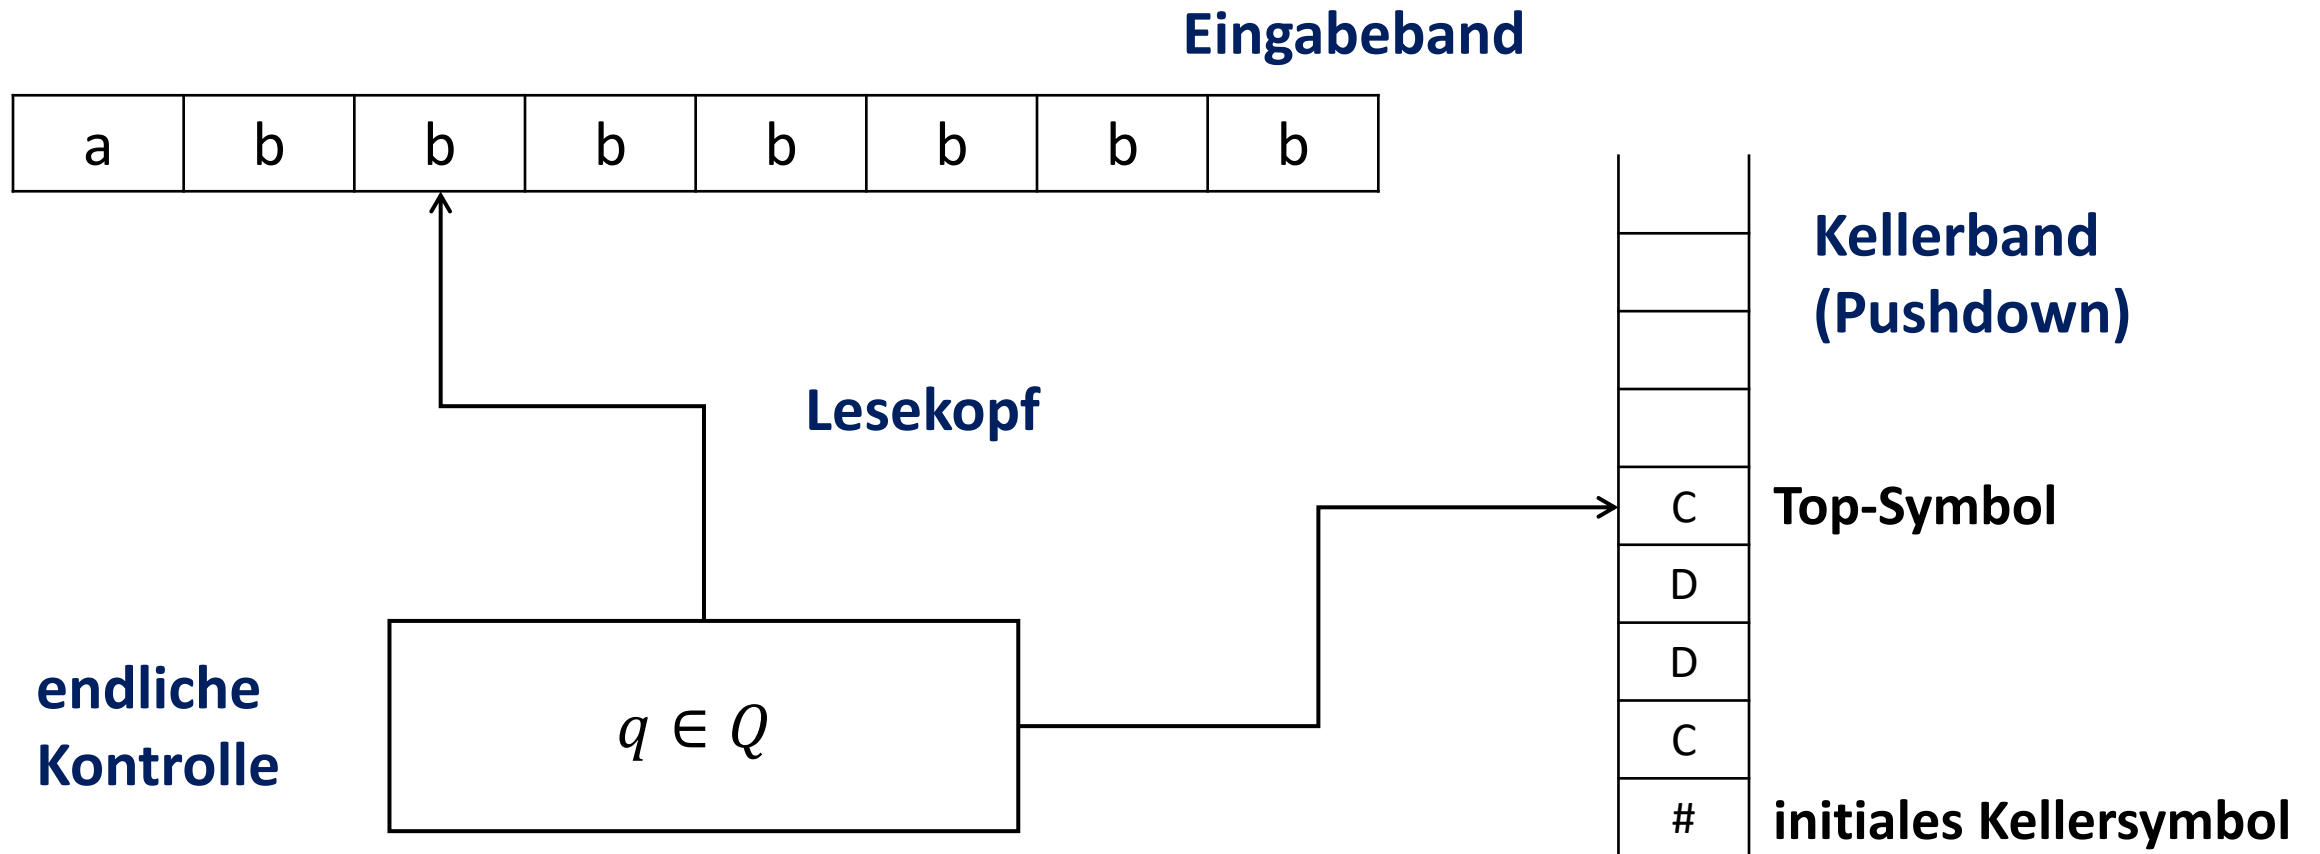 Eingabeband
a b b b b b b b
Kellerband
(Pushdown)
Lesekopf
C Top-Symbol
D
D
C
# initiales Kellersymbol
endliche
Kontrolle
q ∈ Q